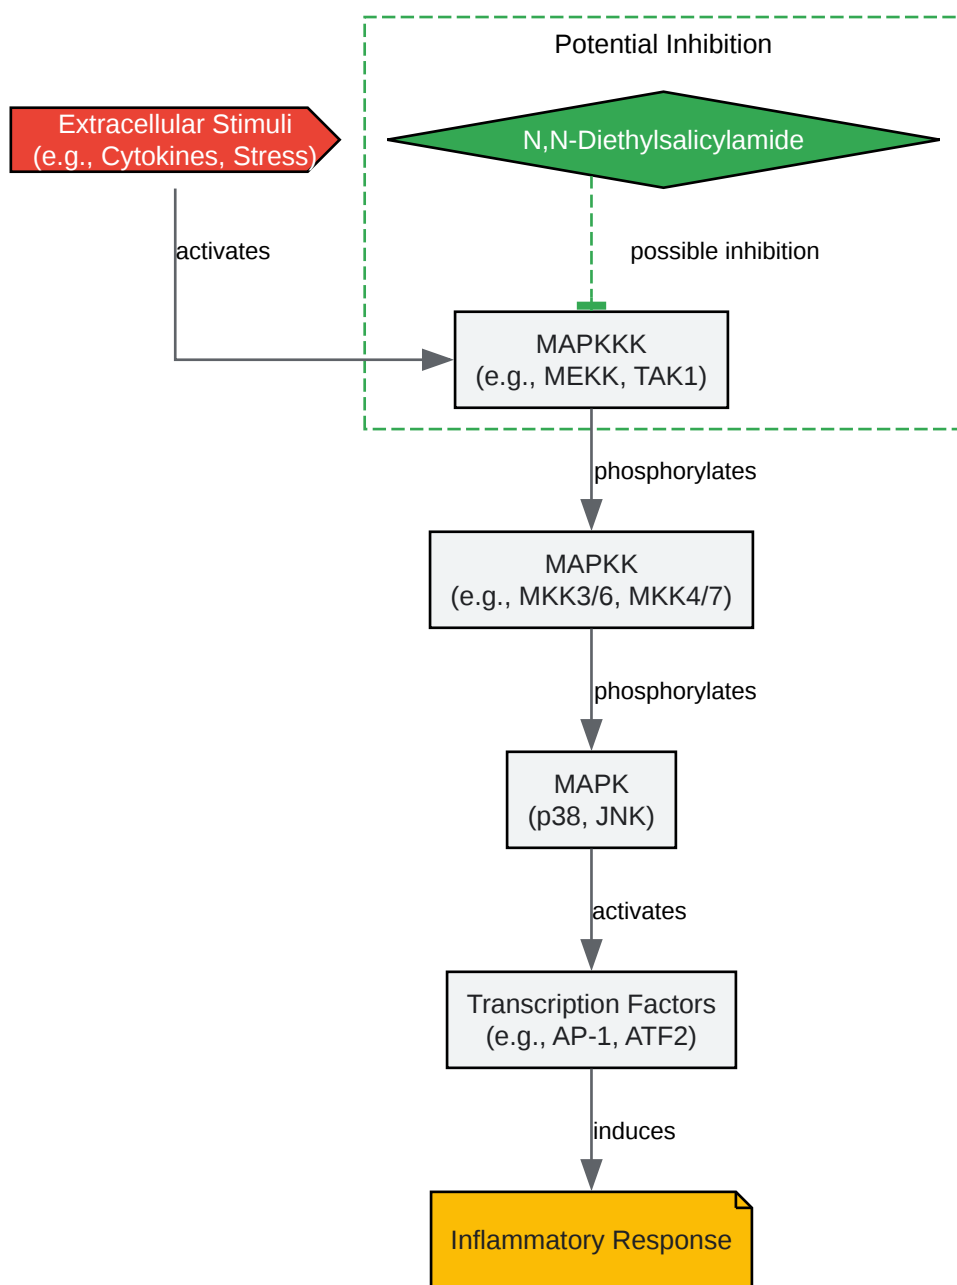 Potential Inhibition
Extracellular Stimuli
(e.g., Cytokines, Stress)
N,N-Diethylsalicylamide
activates
possible inhibition
MAPKKK
(e.g., MEKK, TAK1)
phosphorylates
MAPKK
(e.g., MKK3/6, MKK4/7)
phosphorylates
MAPK
(p38, JNK)
activates
Transcription Factors
(e.g., AP-1, ATF2)
induces
Inflammatory Response